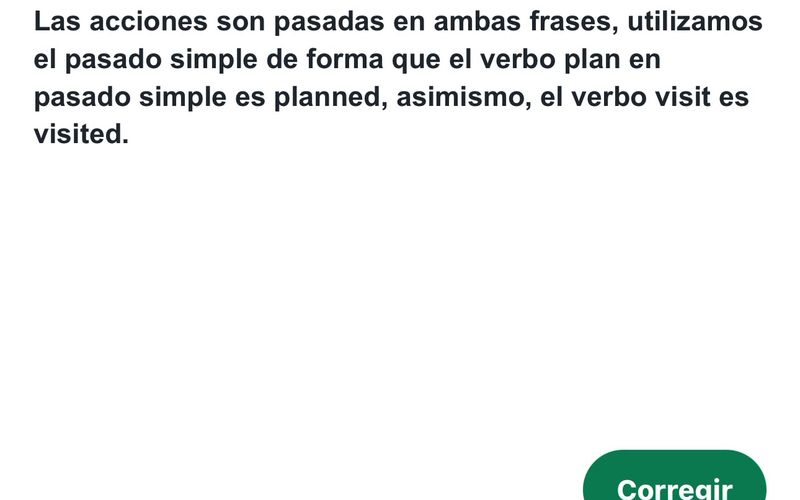 Las acciones son pasadas en ambas frases, utilizamos
el pasado simple de forma que el verbo plan en
pasado simple es planned, asimismo, el verbo visit es
visited.
Corregir